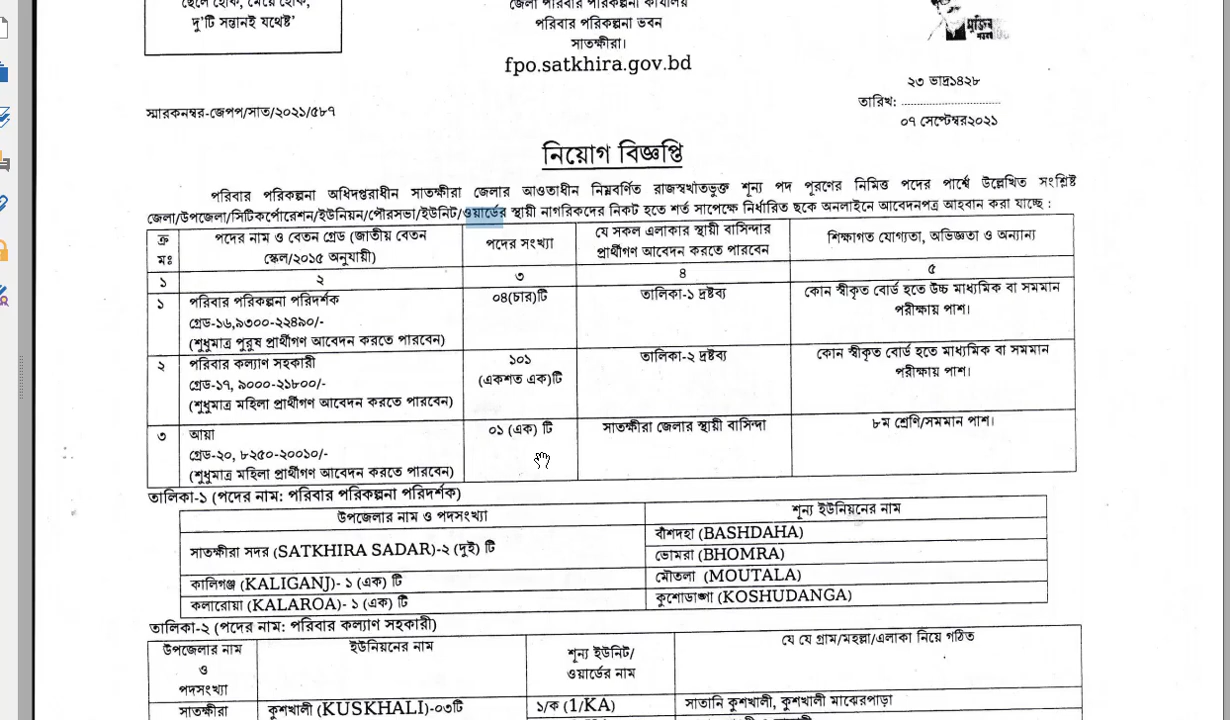 ছেলে হোক, মেয়ে হোক,
দু'টি সন্তানই যথেষ্ট'
জেলা পরিবার পরিকল্পনা কার্যালয়
পরিবার পরিকল্পনা ভবন
সাতক্ষীরা।
fpo.satkhira.gov.bd
মুজিব
২৩ ভাদ্র১৪২৮
স্মারকনম্বর-জেপপ/সাত/২০২১/৫৮৭
তারিখ: ..............................
০৭ সেপ্টেম্বর২০২১
নিয়োগ বিজ্ঞপ্তি
পরিবার পরিকল্পনা অধিদপ্তরাধীন সাতক্ষীরা জেলার আওতাধীন নিম্নবর্ণিত রাজস্বখাতভুক্ত শূন্য পদ পূরণের নিমিত্ত পদের পার্শ্বে উল্লেখিত সংশ্লিষ্ট
জেলা/উপজেলা/সিটিকর্পোরেশন/ইউনিয়ন/পৌরসভা/ইউনিট/ওয়ার্ডের স্থায়ী নাগরিকদের নিকট হতে শর্ত সাপেক্ষে নির্ধারিত ছকে অনলাইনে আবেদনপত্র আহবান করা যাচ্ছে :
ক্র মঃ পদের নাম ও বেতন গ্রেড (জাতীয় বেতন স্কেল/২০১৫ অনুযায়ী) পদের সংখ্যা যে সকল এলাকার স্থায়ী বাসিন্দার প্রার্থীগণ আবেদন করতে পারবেন শিক্ষাগত যোগ্যতা, অভিজ্ঞতা ও অন্যান্য
১ ২ ৩ ৪ ৫
১ পরিবার পরিকল্পনা পরিদর্শক ০৪(চার)টি তালিকা-১ দ্রষ্টব্য কোন স্বীকৃত বোর্ড হতে উচ্চ মাধ্যমিক বা সমমান
গ্রেড-১৬,৯৩০০-২২৪৯০/- পরীক্ষায় পাশ।
(শুধুমাত্র পুরুষ প্রার্থীগণ আবেদন করতে পারবেন)
২ পরিবার কল্যাণ সহকারী ১০১ তালিকা-২ দ্রষ্টব্য কোন স্বীকৃত বোর্ড হতে মাধ্যমিক বা সমমান
গ্রেড-১৭, ৯০০০-২১৮০০/- (একশত এক)টি পরীক্ষায় পাশ।
(শুধুমাত্র মহিলা প্রার্থীগণ আবেদন করতে পারবেন)
৩ আয়া ০১ (এক) টি সাতক্ষীরা জেলার স্থায়ী বাসিন্দা ৮ম শ্রেণি/সমমান পাশ।
গ্রেড-২০, ৮২৫০-২০০১০/-
(শুধুমাত্র মহিলা প্রার্থীগণ আবেদন করতে পারবেন)
তালিকা-১ (পদের নাম: পরিবার পরিকল্পনা পরিদর্শক)
উপজেলার নাম ও পদসংখ্যা শূন্য ইউনিয়নের নাম
সাতক্ষীরা সদর (SATKHIRA SADAR)-২ (দুই) টি বাঁশদহা (BASHDAHA)
ভোমরা (BHOMRA)
কালিগঞ্জ (KALIGANJ)- ১ (এক) টি মৌতলা (MOUTALA)
কলারোয়া (KALAROA)- ১ (এক) টি কুশোডাঙ্গা (KOSHUDANGA)
তালিকা-২ (পদের নাম: পরিবার কল্যাণ সহকারী)
উপজেলার নাম ও পদসংখ্যা ইউনিয়নের নাম শূন্য ইউনিট/ ওয়ার্ডের নাম যে যে গ্রাম/মহল্লা/এলাকা নিয়ে গঠিত
সাতক্ষীরা কুশখালী (KUSKHALI)-০৩টি ১/ক (1/KA) সাতানি কুশখালী, কুশখালী মাঝেরপাড়া